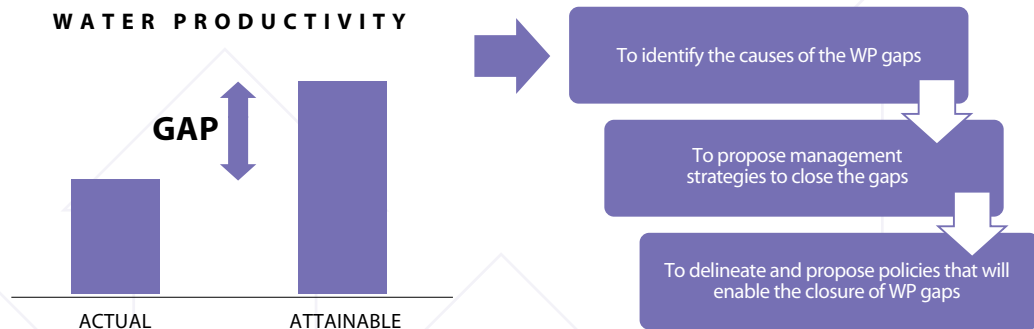 WATER PRODUCTIVITY
GAP
ACTUAL
ATTAINABLE
To identify the causes of the WP gaps
To propose management
strategies to close the gaps
To delineate and propose policies that will
enable the closure of WP gaps